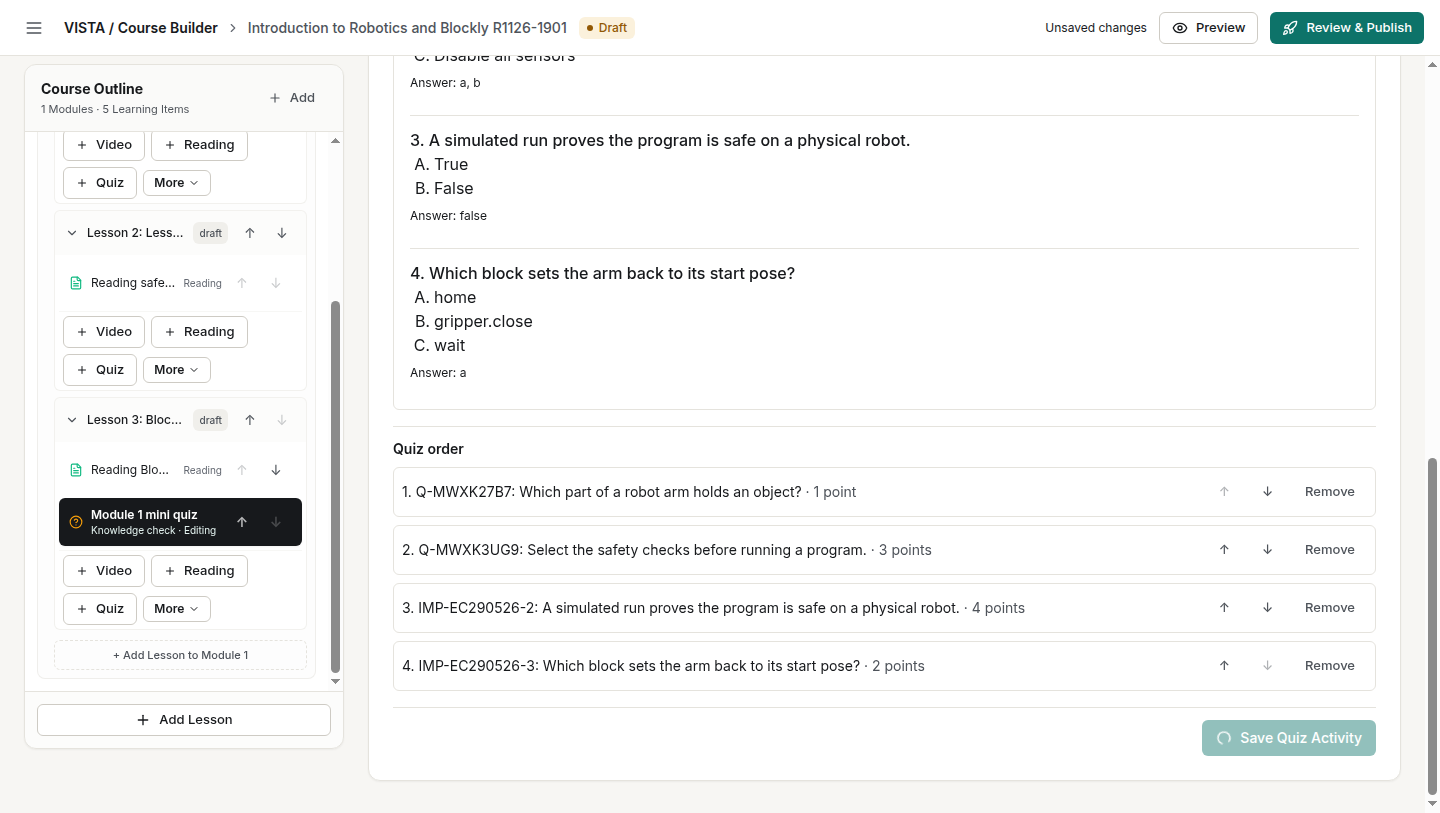 VISTA / Course Builder > Introduction to Robotics and Blockly R1126-1901 Draft
Unsaved changes Preview Review & Publish
Course Outline
1 Modules · 5 Learning Items
+ Add
+ Video + Reading
+ Quiz More
Lesson 2: Less... draft
Reading safe... Reading
+ Video + Reading
+ Quiz More
Lesson 3: Bloc... draft
Reading Blo... Reading
Module 1 mini quiz
Knowledge check · Editing
+ Video + Reading
+ Quiz More
+ Add Lesson to Module 1
+ Add Lesson
C. Disable all sensors
Answer: a, b
3. A simulated run proves the program is safe on a physical robot.
A. True
B. False
Answer: false
4. Which block sets the arm back to its start pose?
A. home
B. gripper.close
C. wait
Answer: a
Quiz order
1. Q-MWXK27B7: Which part of a robot arm holds an object? · 1 point Remove
2. Q-MWXK3UG9: Select the safety checks before running a program. · 3 points Remove
3. IMP-EC290526-2: A simulated run proves the program is safe on a physical robot. · 4 points Remove
4. IMP-EC290526-3: Which block sets the arm back to its start pose? · 2 points Remove
Save Quiz Activity